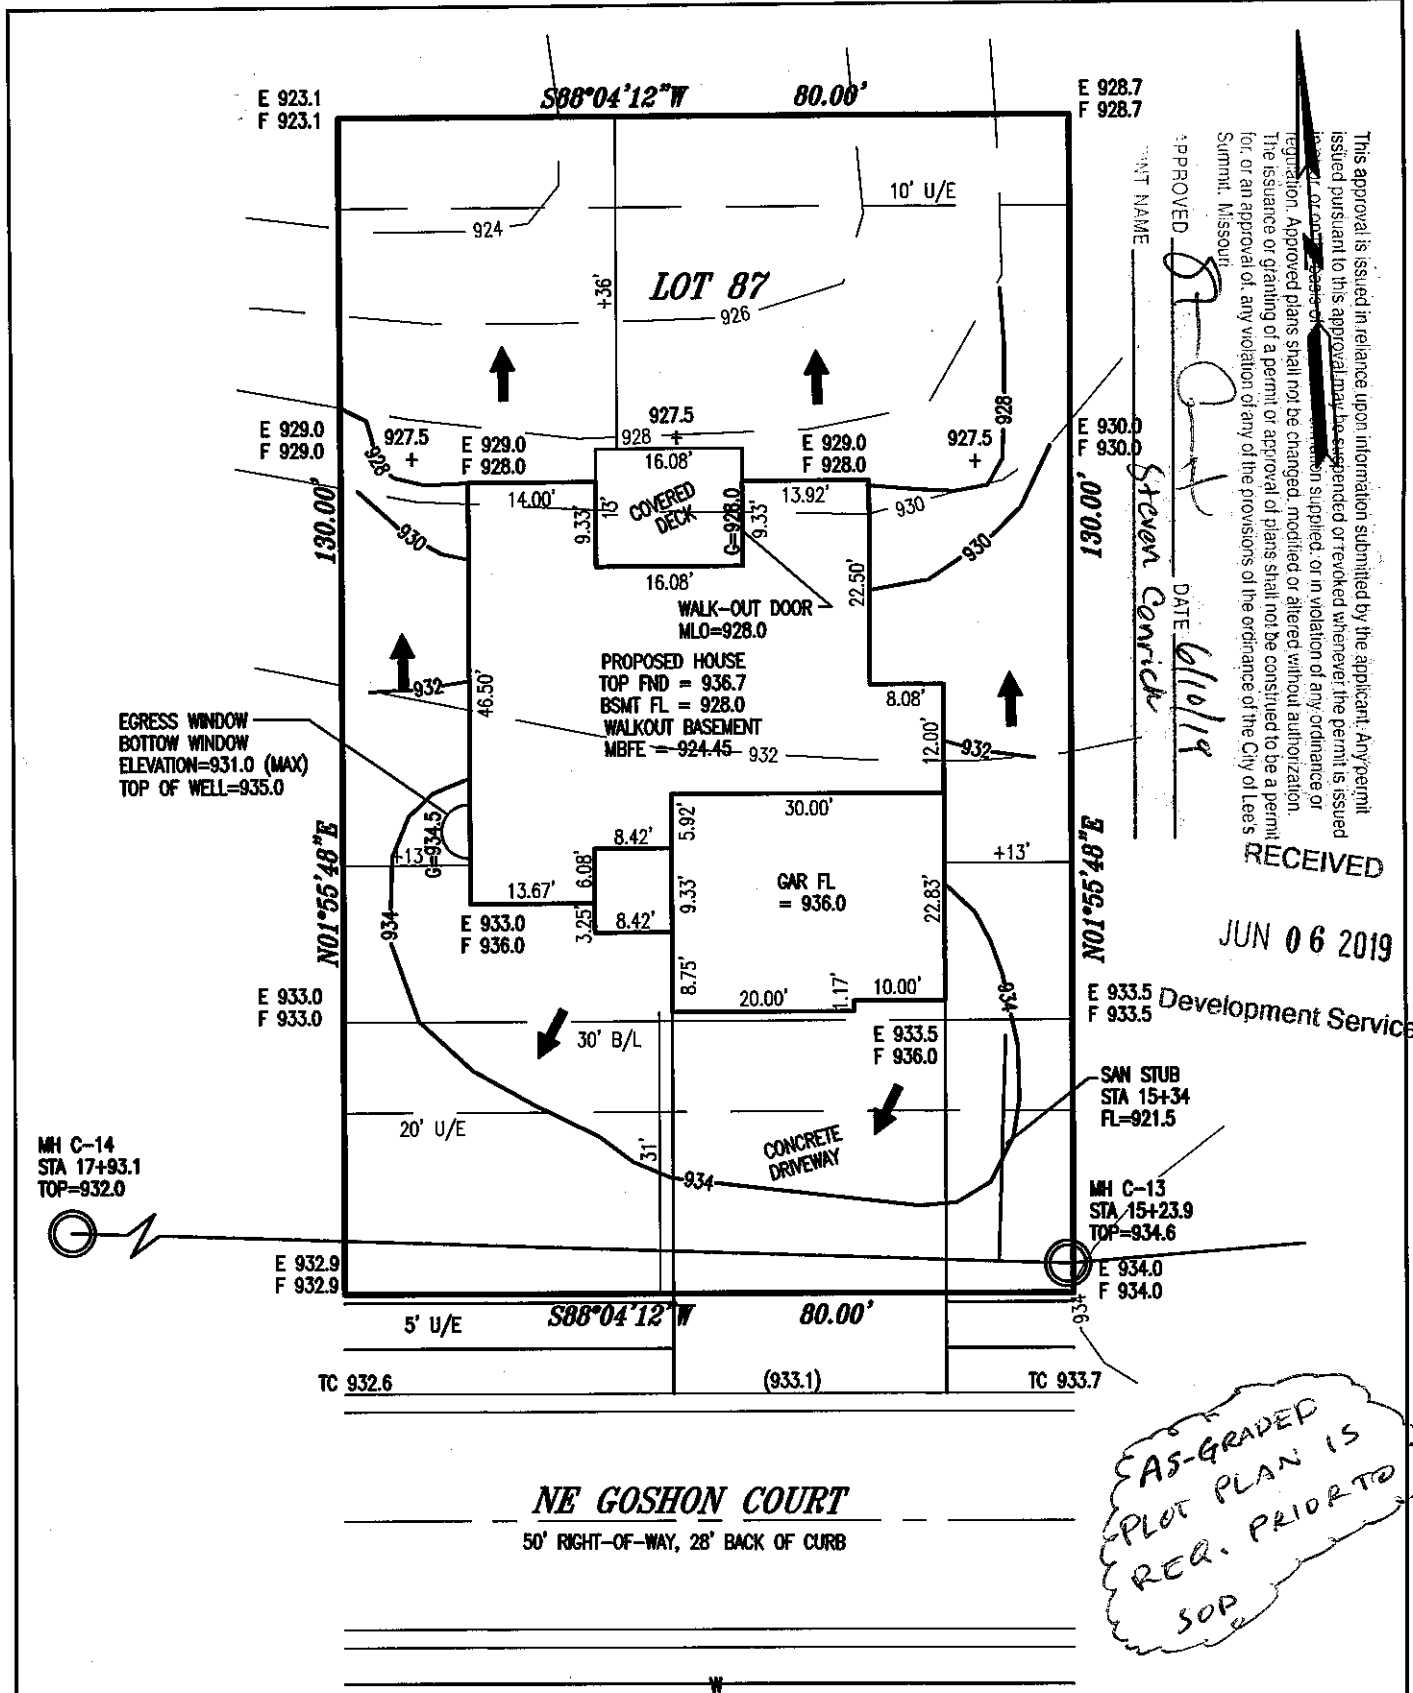 E 923.1
F 923.1
S88°04'12"W
80.00'
E 928.7
F 928.7
10' U/E
924
+36'
LOT 87
926
928
E 929.0
F 929.0
928
927.5
+
E 929.0
F 928.0
927.5
928 +
E 929.0
F 928.0
927.5
+
E 930.0
F 930.0
130.00'
930
14.00'
16.08'
9.33'
13'
COVERED
DECK
G=928.0
9.33'
13.92'
930
930
130.00'
16.08'
22.50'
WALK-OUT DOOR
MLO=928.0
PROPOSED HOUSE
TOP FND = 936.7
BSMT FL = 928.0
WALKOUT BASEMENT
MBFE = 924.45
932
932
46.50'
8.08'
12.00'
932
EGRESS WINDOW
BOTTOW WINDOW
ELEVATION=931.0 (MAX)
TOP OF WELL=935.0
G=934.5
+13'
30.00'
5.92'
8.42'
6.08'
9.33'
GAR FL
= 936.0
22.83'
+13'
N01°55'48"E
N01°55'48"E
934
13.67'
3.25'
8.42'
E 933.0
F 936.0
8.75'
20.00'
1.17'
10.00'
934
E 933.0
F 933.0
E 933.5
F 933.5
30' B/L
E 933.5
F 936.0
SAN STUB
STA 15+34
FL=921.5
20' U/E
31'
CONCRETE
DRIVEWAY
934
MH C-14
STA 17+93.1
TOP=932.0
MH C-13
STA 15+23.9
TOP=934.6
E 932.9
F 932.9
E 934.0
F 934.0
934
5' U/E
S88°04'12"W
80.00'
TC 932.6
(933.1)
TC 933.7
NE GOSHON COURT
50' RIGHT-OF-WAY, 28' BACK OF CURB
W
This approval is issued in reliance upon information submitted by the applicant. Any permit
issued pursuant to this approval may be suspended or revoked whenever the permit is issued
supplied, or in violation of any ordinance or
regulation. Approved plans shall not be changed, modified or altered without authorization.
The issuance or granting of a permit or approval of plans shall not be construed to be a permit
for, or an approval of, any violation of any of the provisions of the ordinance of the City of Lee's
Summit, Missouri
APPROVED DATE 6/10/19
INT NAME Steven Conrick
RECEIVED
JUN 06 2019
Development Service
AS-GRADED
PLOT PLAN IS
REQ. PRIOR TO
SOD